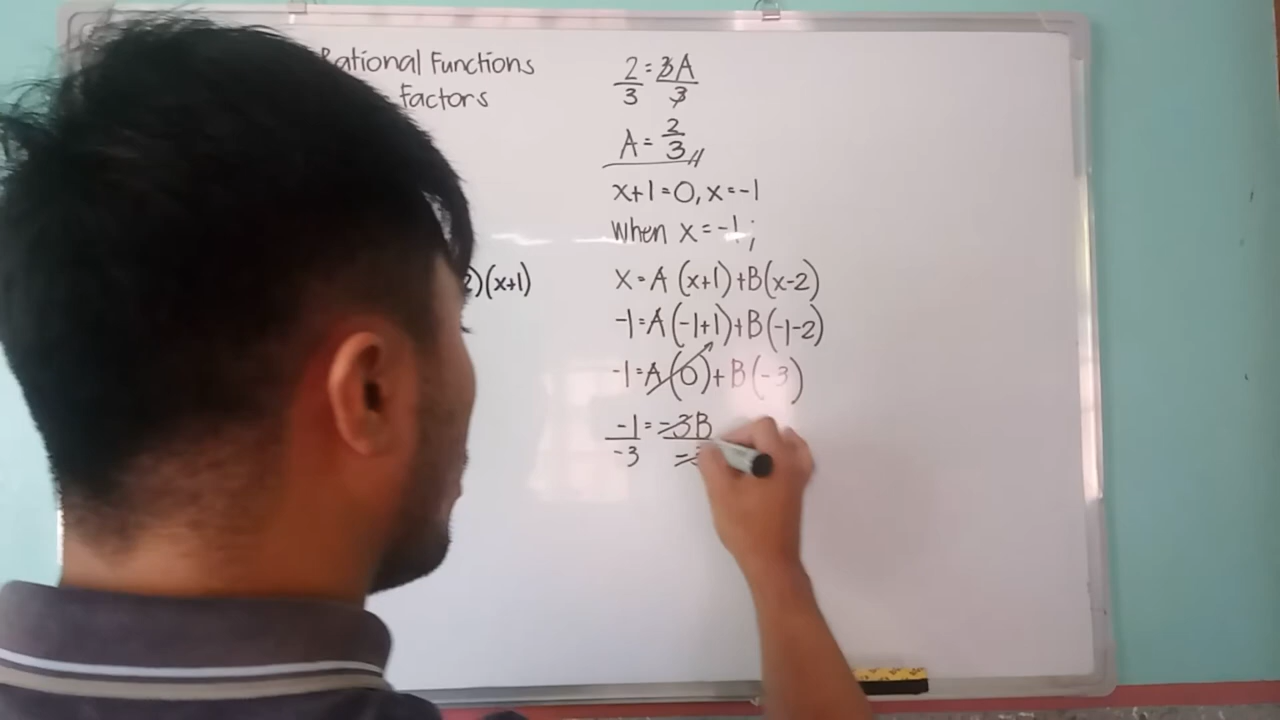 Rational Functions
Factors
)(x+1)
2/3 = 3A/3
A = 2/3 //
x+1=0, x=-1
When x=-1;
x=A(x+1)+B(x-2)
-1=A(-1+1)+B(-1-2)
-1=A(0)+B(-3)
-1/-3 = -3B/-3